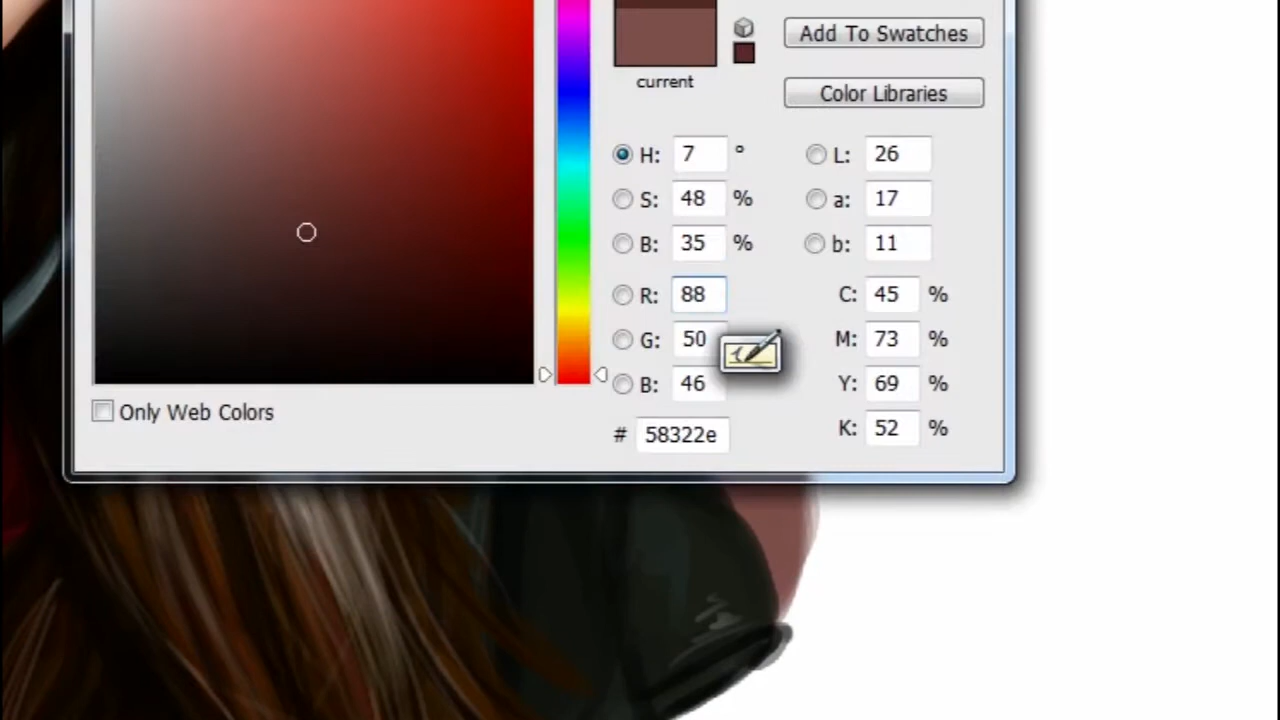 Add To Swatches
current
Color Libraries
H: 7 ° L: 26
S: 48 % a: 17
B: 35 % b: 11
R: 88 C: 45 %
G: 50 M: 73 %
B: 46 Y: 69 %
Only Web Colors
# 58322e K: 52 %